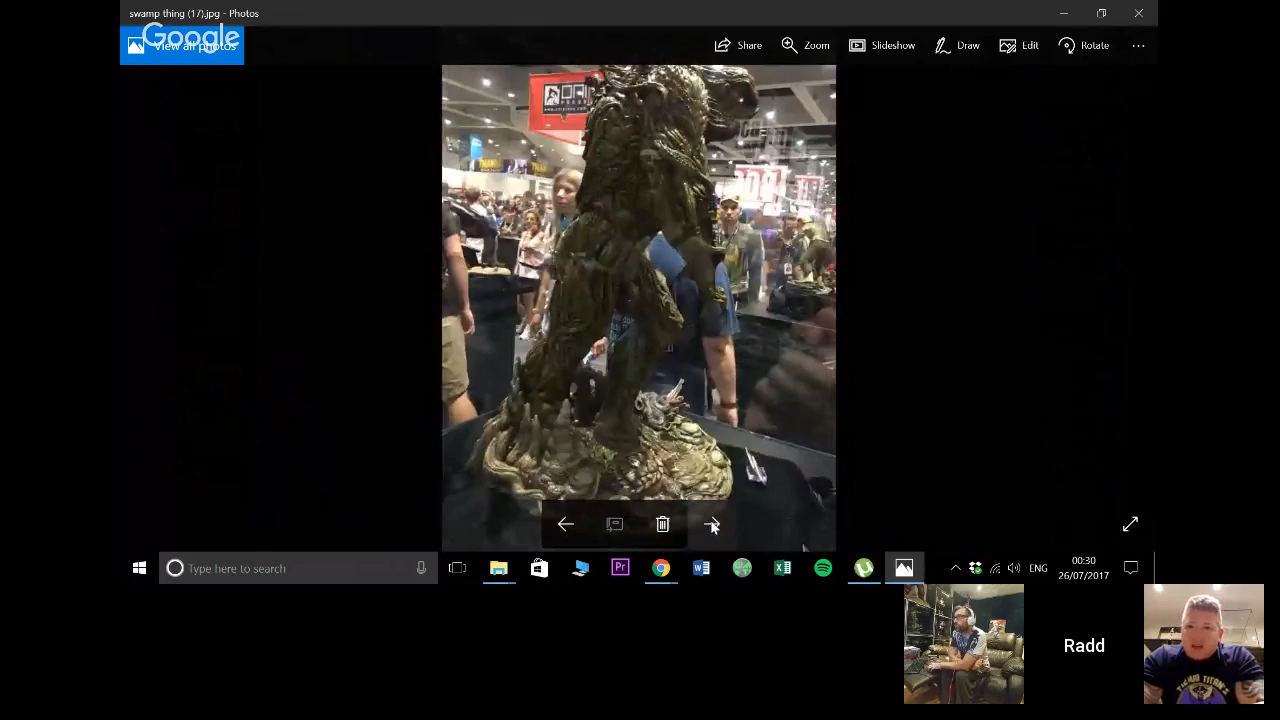 swamp thing (17).jpg - Photos
Google
View all photos
Share
Zoom
Slideshow
Draw
Edit
Rotate
Type here to search
Pr
ENG
00:30
26/07/2017
Radd